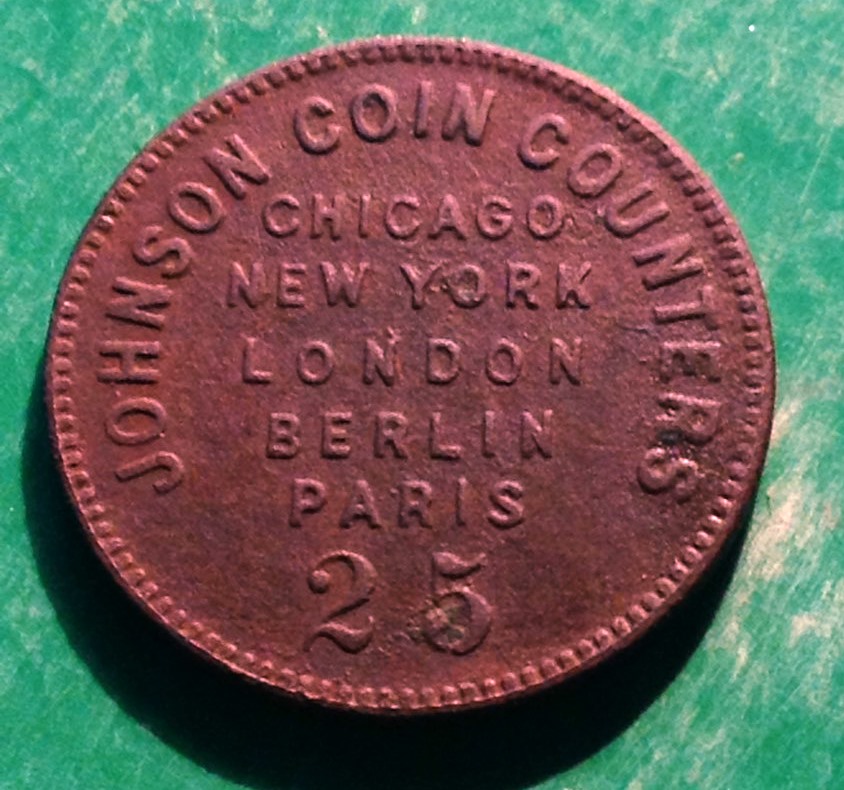 JOHNSON COIN COUNTERS
CHICAGO
NEW YORK
LONDON
BERLIN
PARIS
25